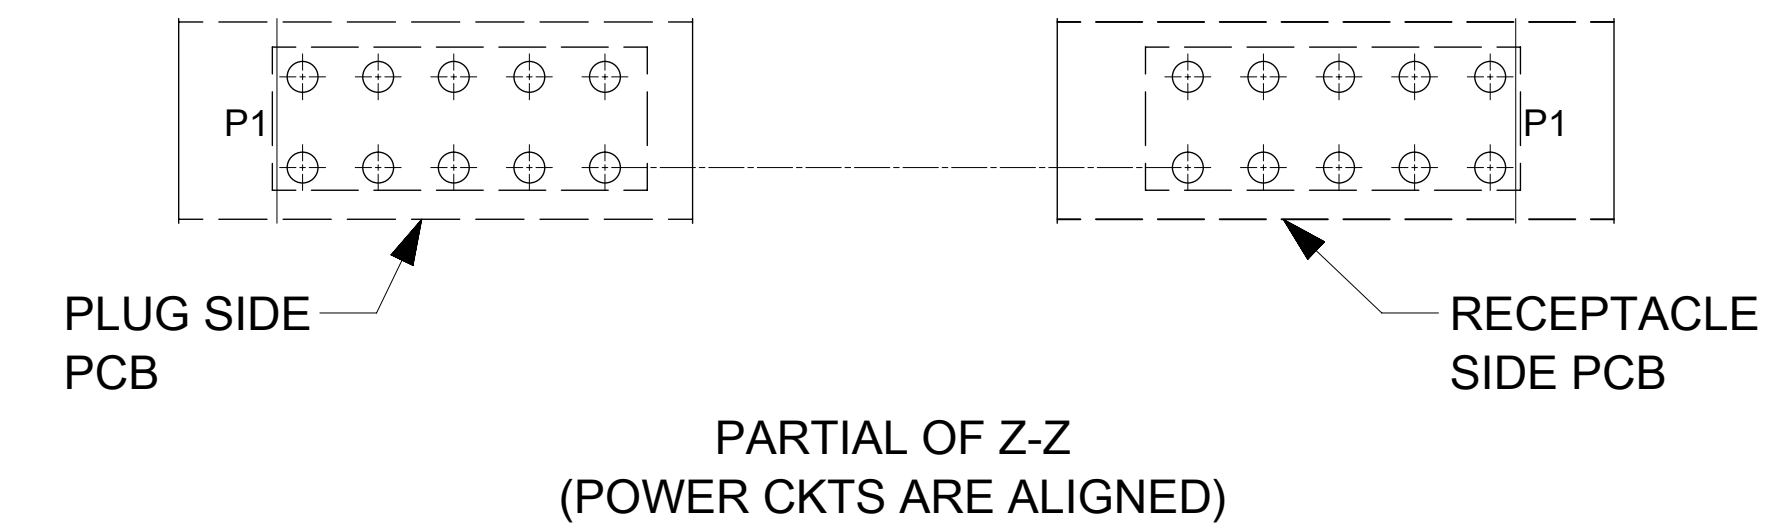 P1
P1
PLUG SIDE
PCB
RECEPTACLE
SIDE PCB
PARTIAL OF Z-Z
(POWER CKTS ARE ALIGNED)